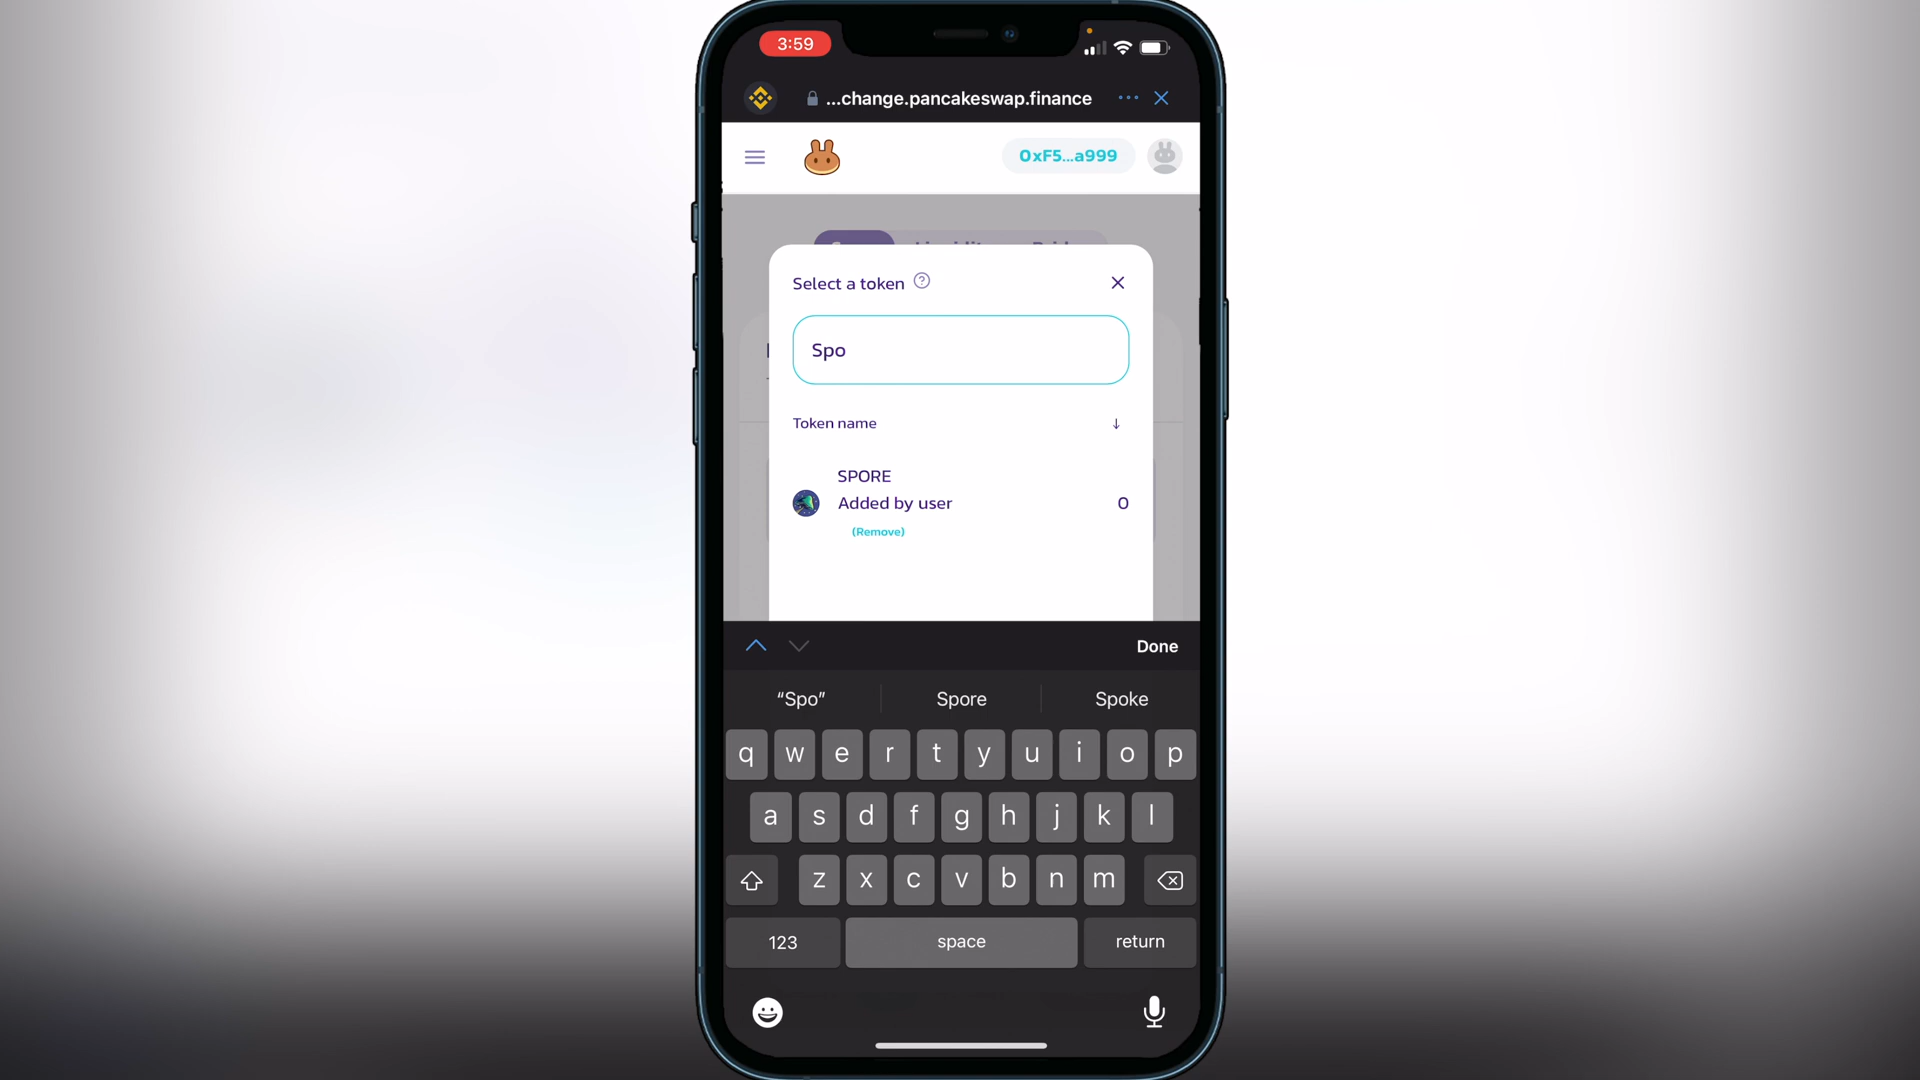 3:59
...change.pancakeswap.finance
0xF5...a999
Select a token
Spo
Token name ↓
SPORE
Added by user 0
(Remove)
Done
“Spo” Spore Spoke
q w e r t y u i o p
a s d f g h j k l
z x c v b n m
123 space return